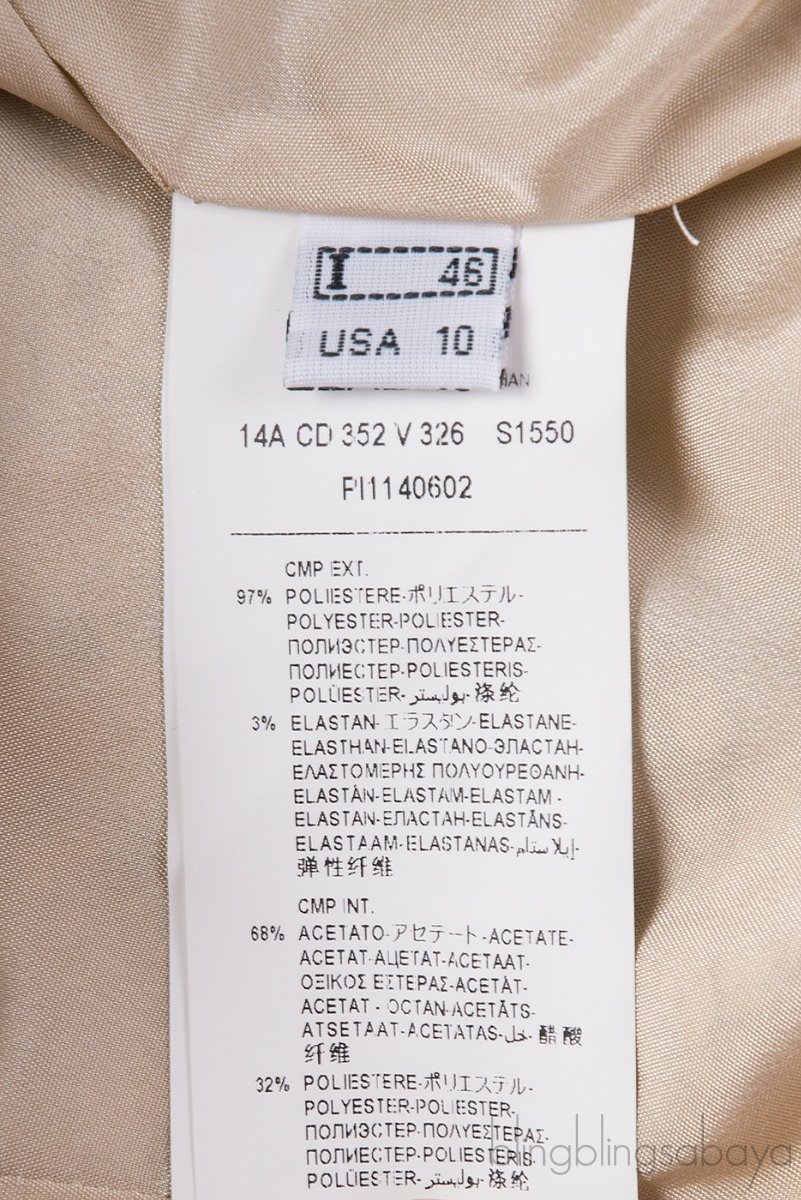 I 46
USA 10
14A CD 352 V 326 S1550
PI1140602
CMP EXT.
97% POLIESTERE-ポリエステル-
POLYESTER-POLIESTER-
ПОЛИЭСТЕР-ΠΟΛΥΕΣΤΕΡΑΣ-
ПОЛИЕСТЕР-POLIESTERIS-
POLÜESTER-بوليستر-涤纶
3% ELASTAN-エラスタン-ELASTANE-
ELASTHAN-ELASTANO-ЭЛАСТАН-
ΕΛΑΣΤΟΜΕΡΗΣ ΠΟΛΥΟΥΡΕΘΑΝΗ-
ELASTÂN-ELASTAM-ELASTAM -
ELASTAN-ЕЛАСТАН-ELASTĀNS-
ELASTAAM-ELASTANAS-إيلاستام-
弹性纤维
CMP INT.
68% ACETATO-アセテート-ACETATE-
ACETAT-АЦЕТАТ-ACETAAT-
ΟΞΙΚΟΣ ΕΣΤΕΡΑΣ-ACETÁT-
ACETAT - OCTAN-ACETĀTS-
ATSETAAT-ACETATAS-خل-醋酸
纤维
32% POLIESTERE-ポリエステル-
POLYESTER-POLIESTER-
ПОЛИЭСТЕР-ΠΟΛΥΕΣΤΕΡΑΣ-
ПОЛИЕСТЕР-POLIESTERIS-
POLÜESTER-بوليستر-涤纶
blingblingsabaya